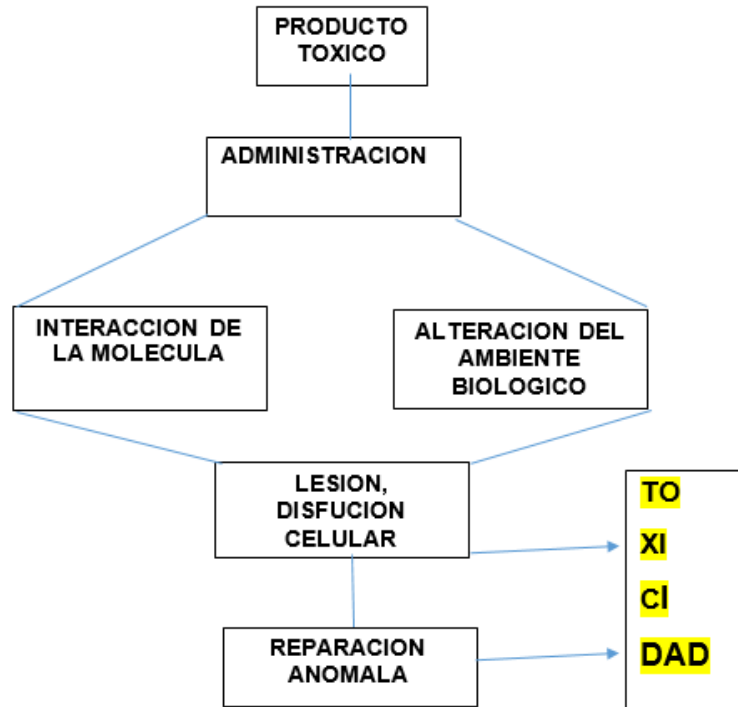 PRODUCTO
TOXICO
ADMINISTRACION
INTERACCION DE
LA MOLECULA
ALTERACION DEL
AMBIENTE
BIOLOGICO
LESION,
DISFUCION
CELULAR
REPARACION
ANOMALA
TO
XI
CI
DAD